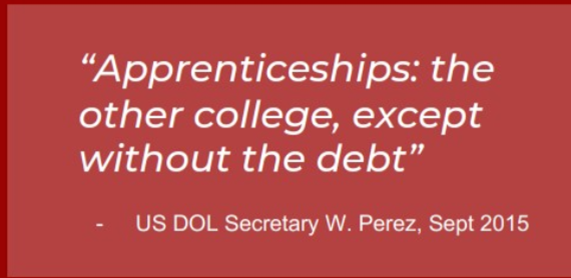 “Apprenticeships: the
other college, except
without the debt”
- US DOL Secretary W. Perez, Sept 2015